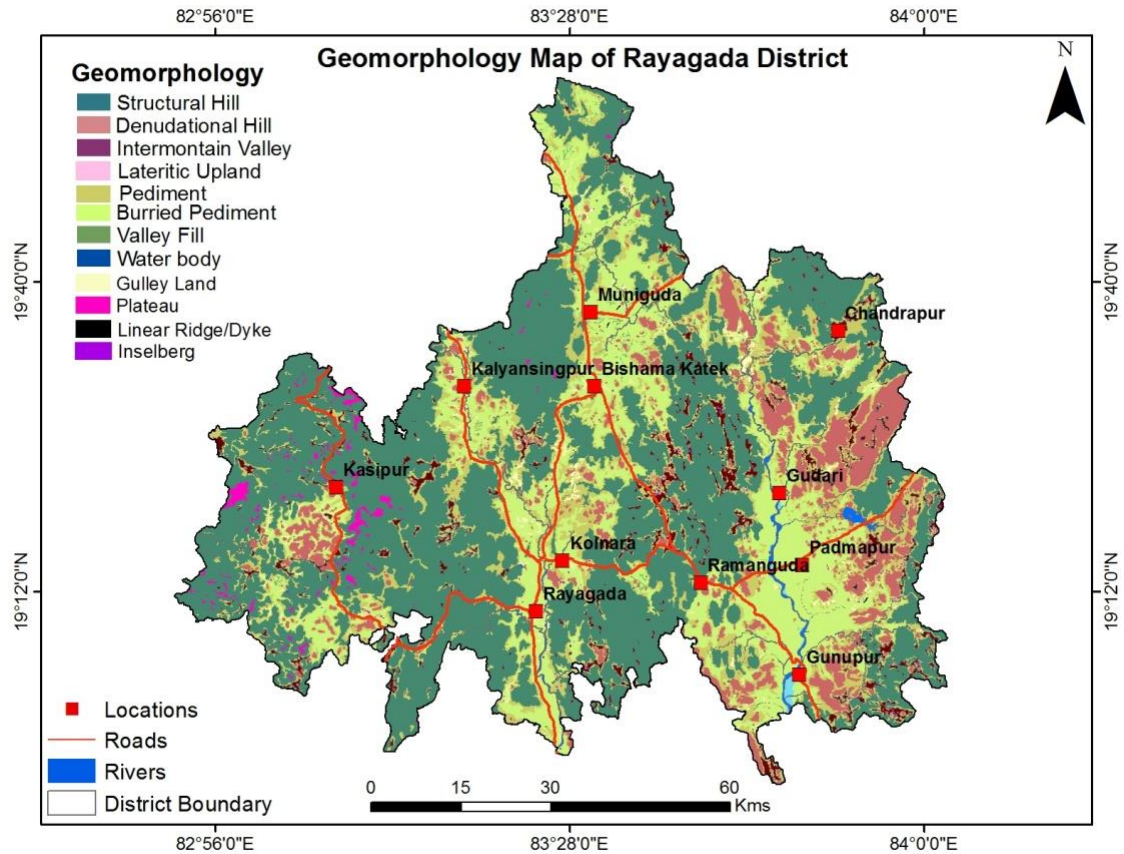 82°56'0"E
83°28'0"E
84°0'0"E
Geomorphology Map of Rayagada District
N
Geomorphology
Structural Hill
Denudational Hill
Intermontain Valley
Lateritic Upland
Pediment
Burried Pediment
Valley Fill
Water body
Gulley Land
Plateau
Linear Ridge/Dyke
Inselberg
19°40'0"N
19°40'0"N
Muniguda
Chandrapur
Kalyansingpur
Bishama Katek
Kasipur
Gudari
Kolnara
Padmapur
Ramanguda
Rayagada
19°12'0"N
19°12'0"N
Gunupur
Locations
Roads
Rivers
District Boundary
0 15 30 60
Kms
82°56'0"E
83°28'0"E
84°0'0"E